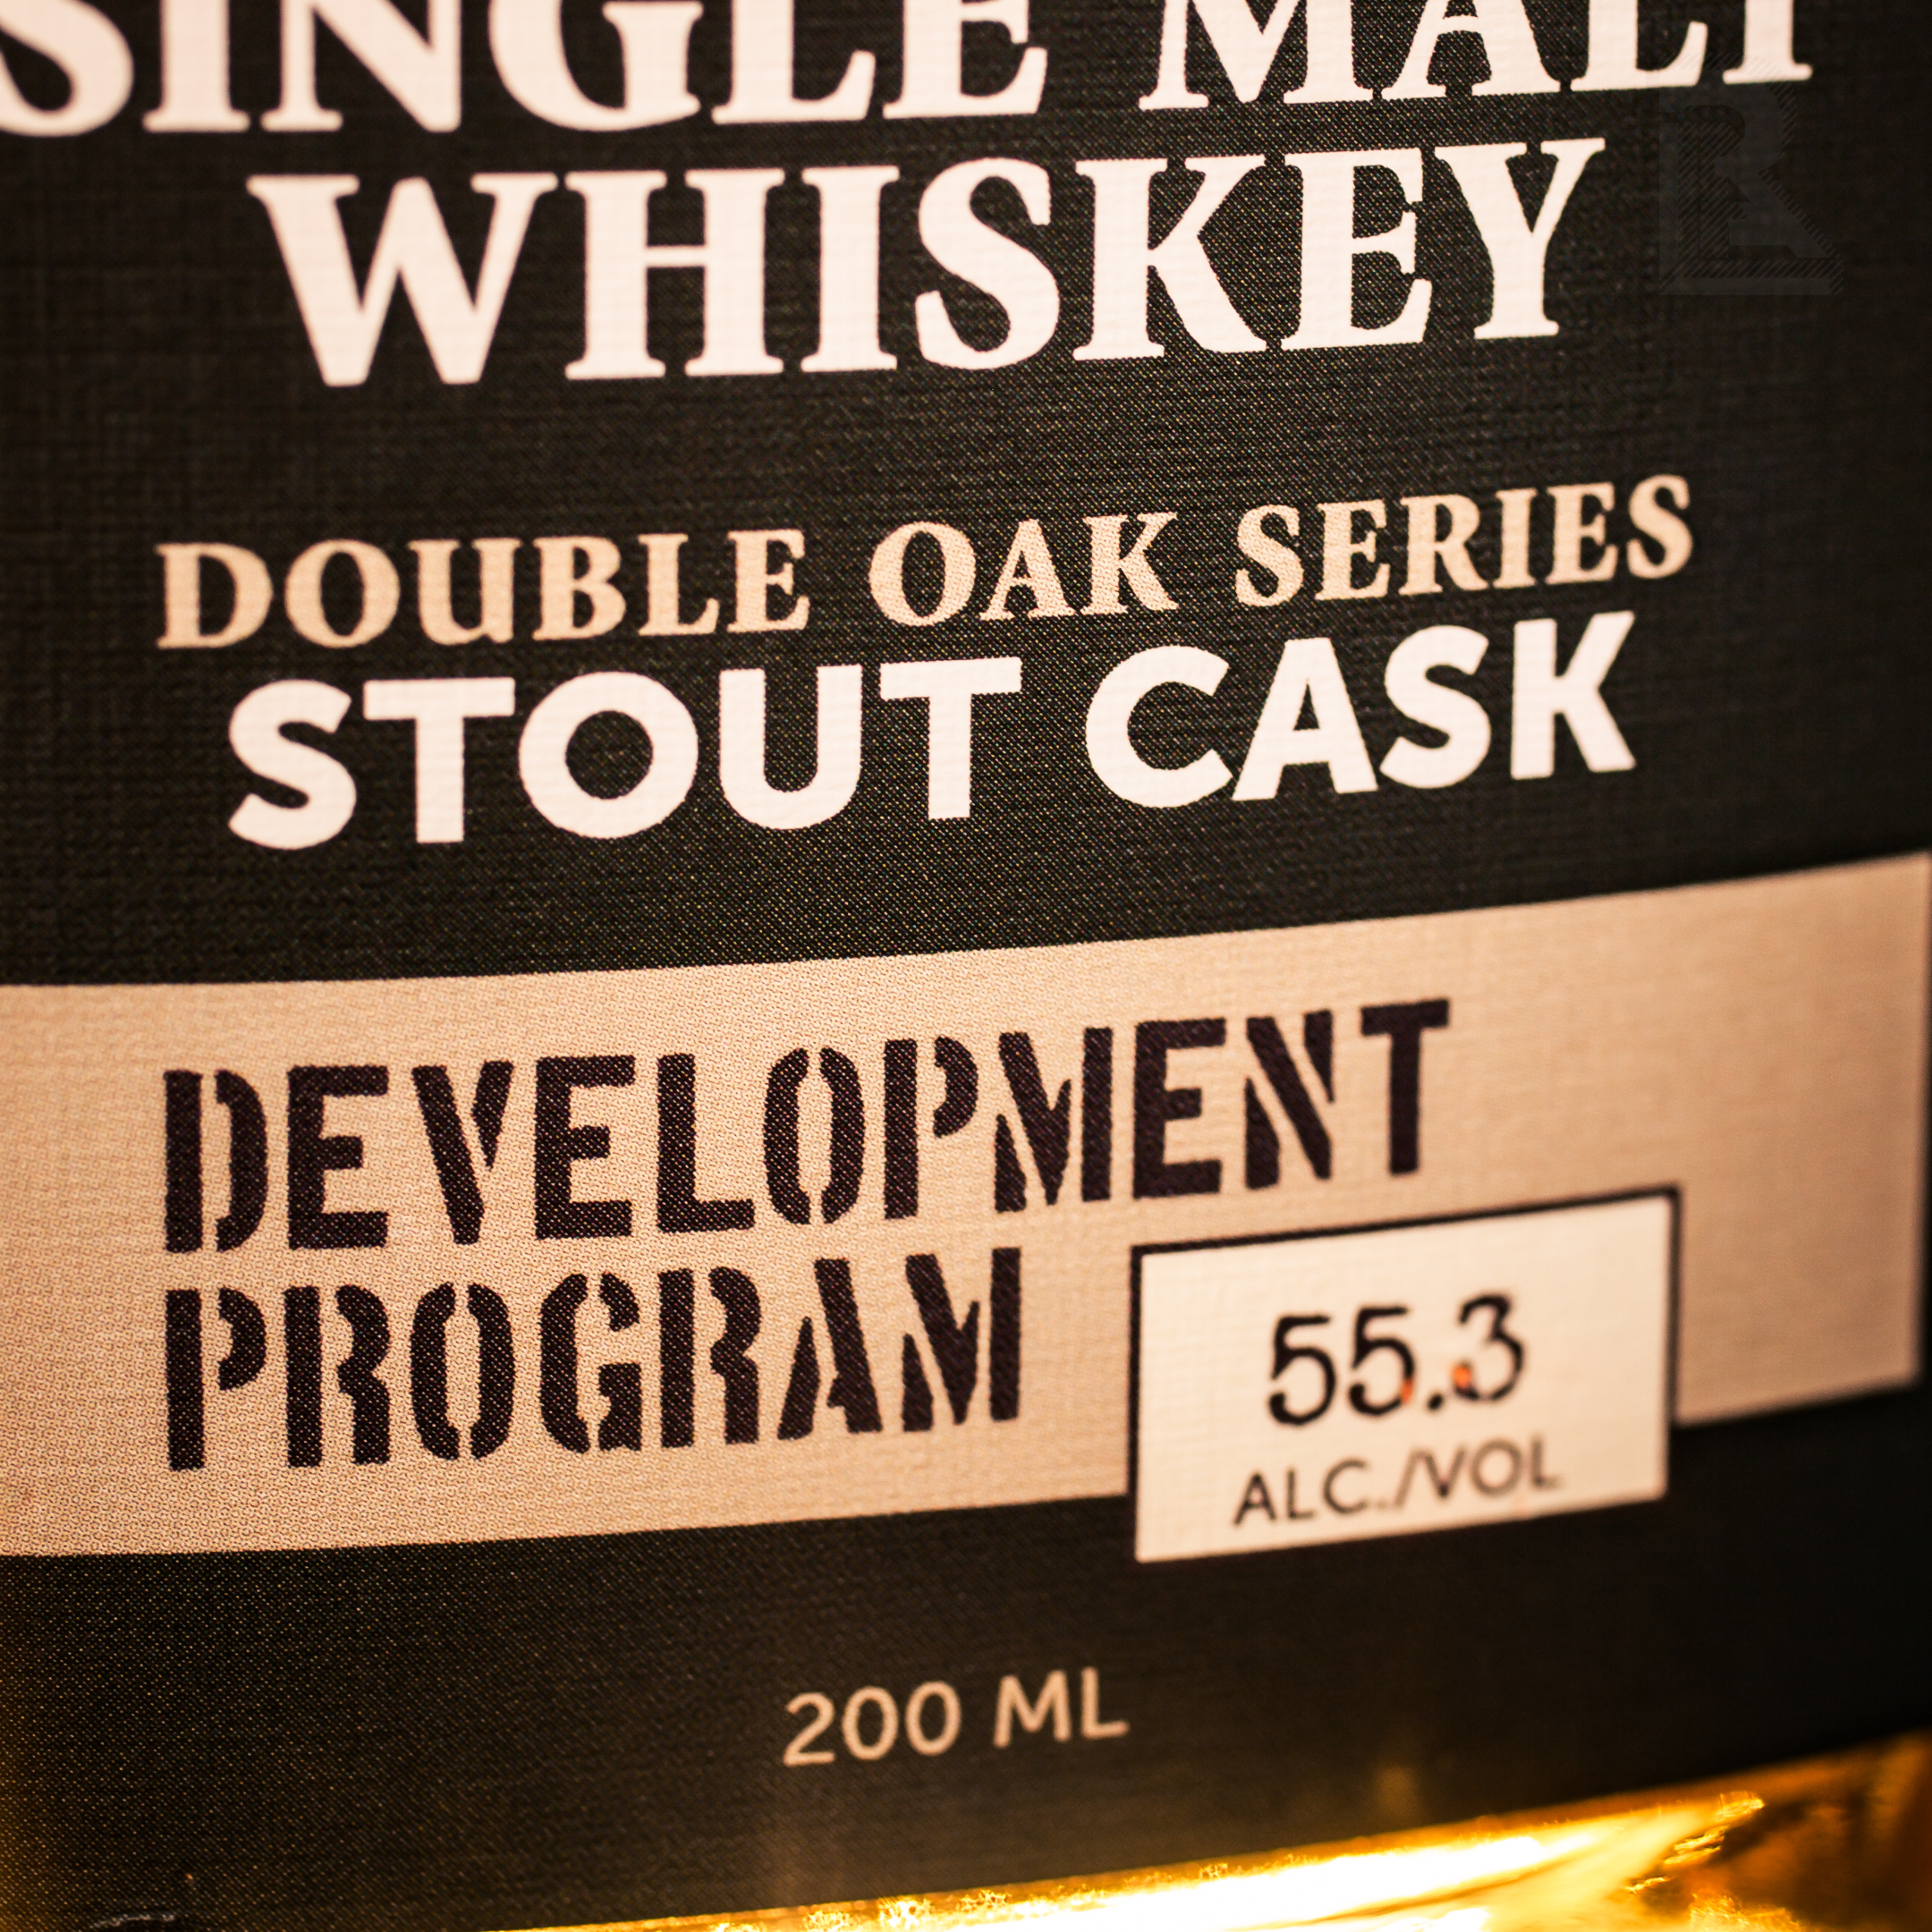 SINGLE MALT
WHISKEY
DOUBLE OAK SERIES
STOUT CASK
DEVELOPMENT
PROGRAM
55.3
ALC./VOL
200 ML